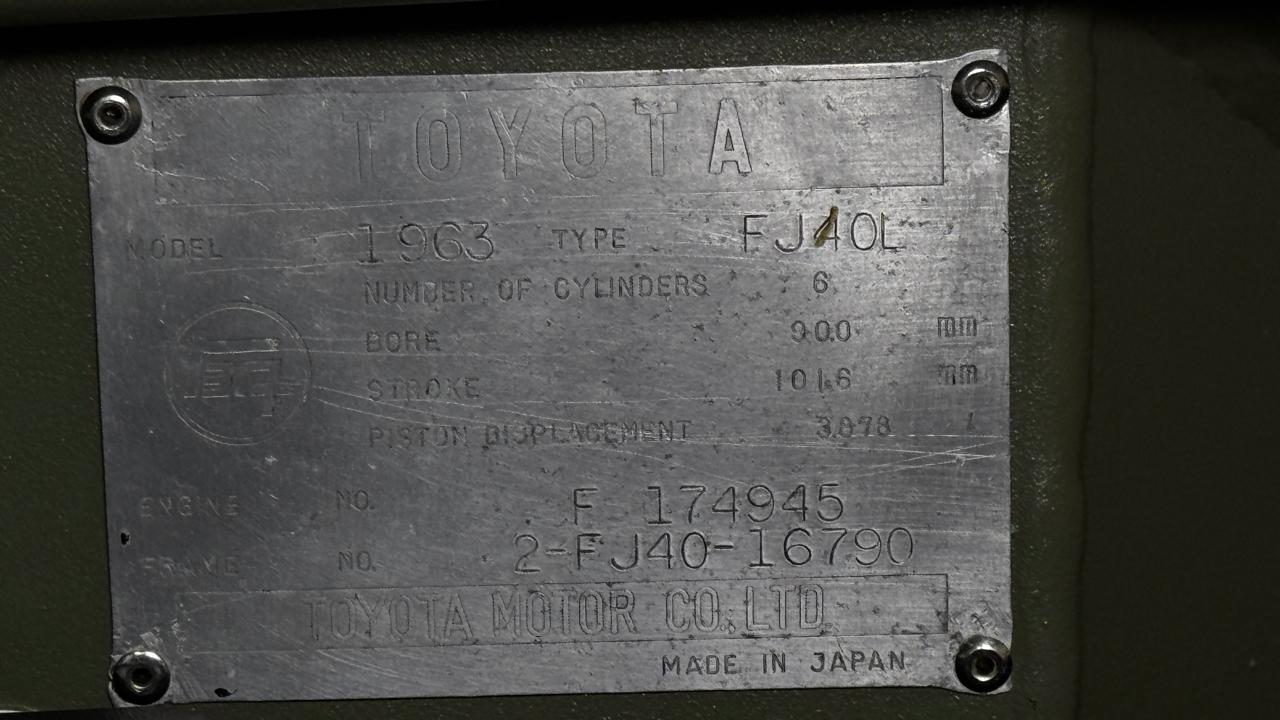 TOYOTA
MODEL 1963 TYPE FJ40L
NUMBER OF CYLINDERS 6
BORE 90.0 mm
STROKE 101.6 mm
PISTON DISPLACEMENT 3.878 l
ENGINE NO. F 174945
FRAME NO. 2-FJ40-16790
TOYOTA MOTOR CO. LTD.
MADE IN JAPAN